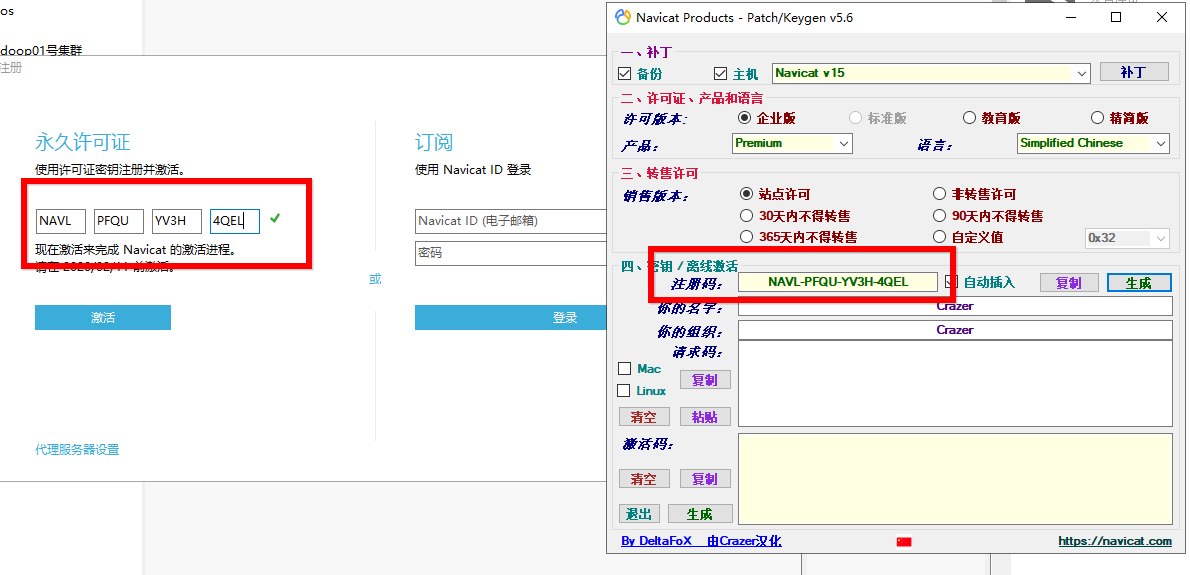 os
doop01号集群
注册
永久许可证
使用许可证密钥注册并激活。
NAVL PFQU YV3H 4QEL
现在激活来完成 Navicat 的激活进程。
激活
代理服务器设置
或
订阅
使用 Navicat ID 登录
Navicat ID (电子邮箱)
密码
登录
Navicat Products - Patch/Keygen v5.6
一、补丁
备份 主机 Navicat v15 补丁
二、许可证、产品和语言
许可版本: 企业版 标准版 教育版 精简版
产品: Premium 语言: Simplified Chinese
三、转售许可
销售版本: 站点许可 非转售许可
30天内不得转售 90天内不得转售
365天内不得转售 自定义值 0x32
四、密钥 / 离线激活
注册码: NAVL-PFQU-YV3H-4QEL 自动插入 复制 生成
你的名字: Crazer
你的组织: Crazer
请求码:
Mac
复制
Linux
清空 粘贴
激活码:
清空 复制
退出 生成
By DeltaFoX 由Crazer汉化 https://navicat.com